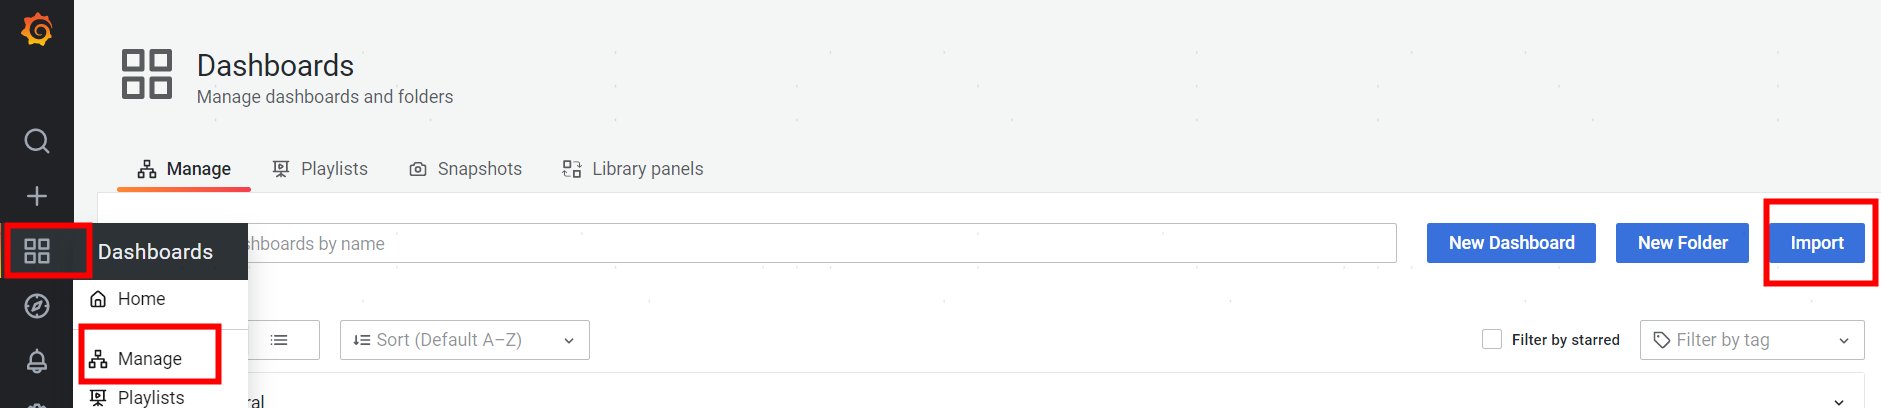 Dashboards
Manage dashboards and folders
Manage Playlists Snapshots Library panels
Dashboards
hboards by name New Dashboard New Folder Import
Home
Sort (Default A–Z) Filter by starred Filter by tag
Manage
Playlists
ral